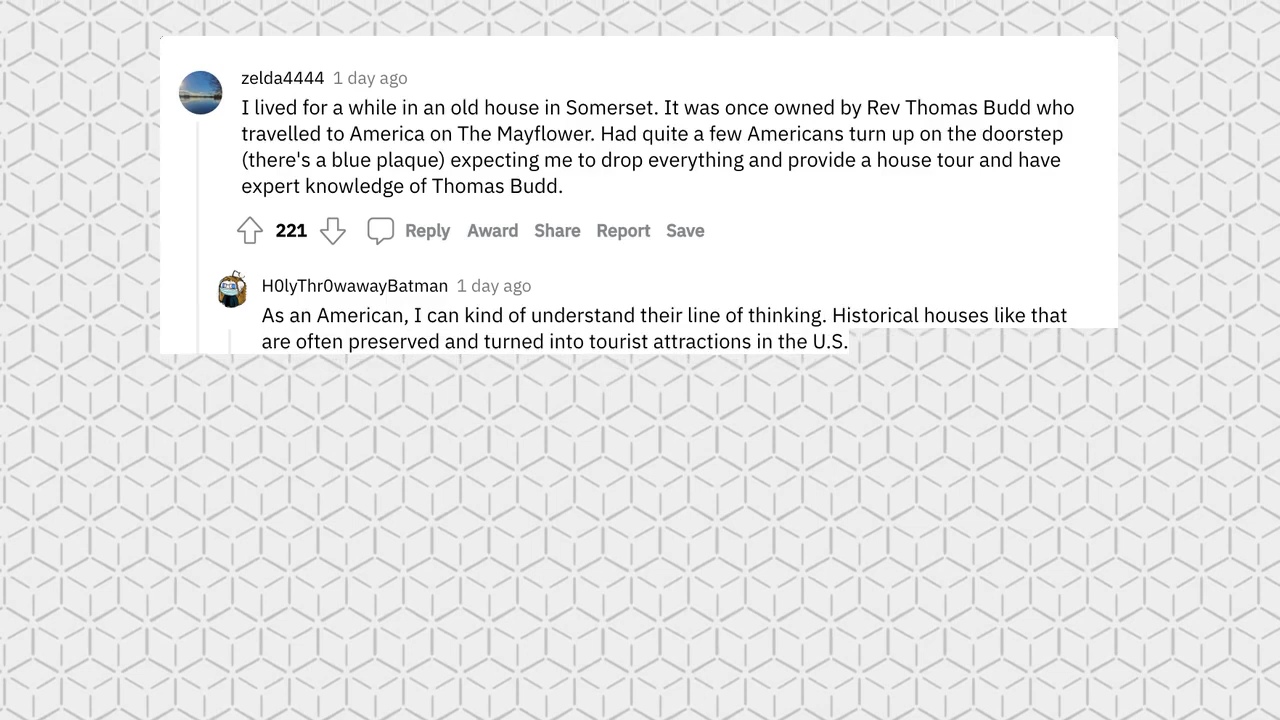 zelda4444 1 day ago
I lived for a while in an old house in Somerset. It was once owned by Rev Thomas Budd who
travelled to America on The Mayflower. Had quite a few Americans turn up on the doorstep
(there's a blue plaque) expecting me to drop everything and provide a house tour and have
expert knowledge of Thomas Budd.
221 Reply Award Share Report Save
H0lyThr0wawayBatman 1 day ago
As an American, I can kind of understand their line of thinking. Historical houses like that
are often preserved and turned into tourist attractions in the U.S.